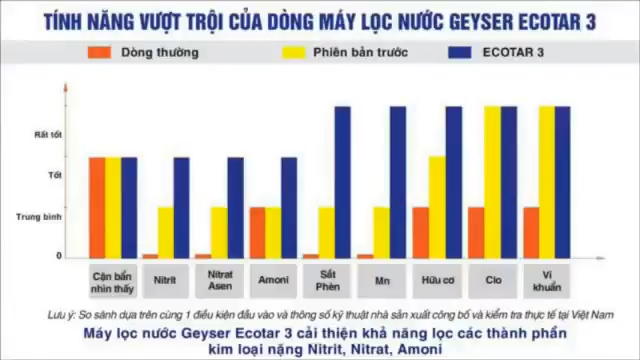 TÍNH NĂNG VƯỢT TRỘI CỦA DÒNG MÁY LỌC NƯỚC GEYSER ECOTAR 3
Dòng thường
Phiên bản trước
ECOTAR 3
Rất tốt
Tốt
Trung bình
0
Cặn bẩn
nhìn thấy
Nitrit
Nitrat
Asen
Amoni
Sắt
Phèn
Mn
Hữu cơ
Clo
Vi
khuẩn
Lưu ý: So sánh dựa trên cùng 1 điều kiện đầu vào và thông số kỹ thuật nhà sản xuất công bố và kiểm tra thực tế tại Việt Nam
Máy lọc nước Geyser Ecotar 3 cải thiện khả năng lọc các thành phần
kim loại nặng Nitrit, Nitrat, Amoni